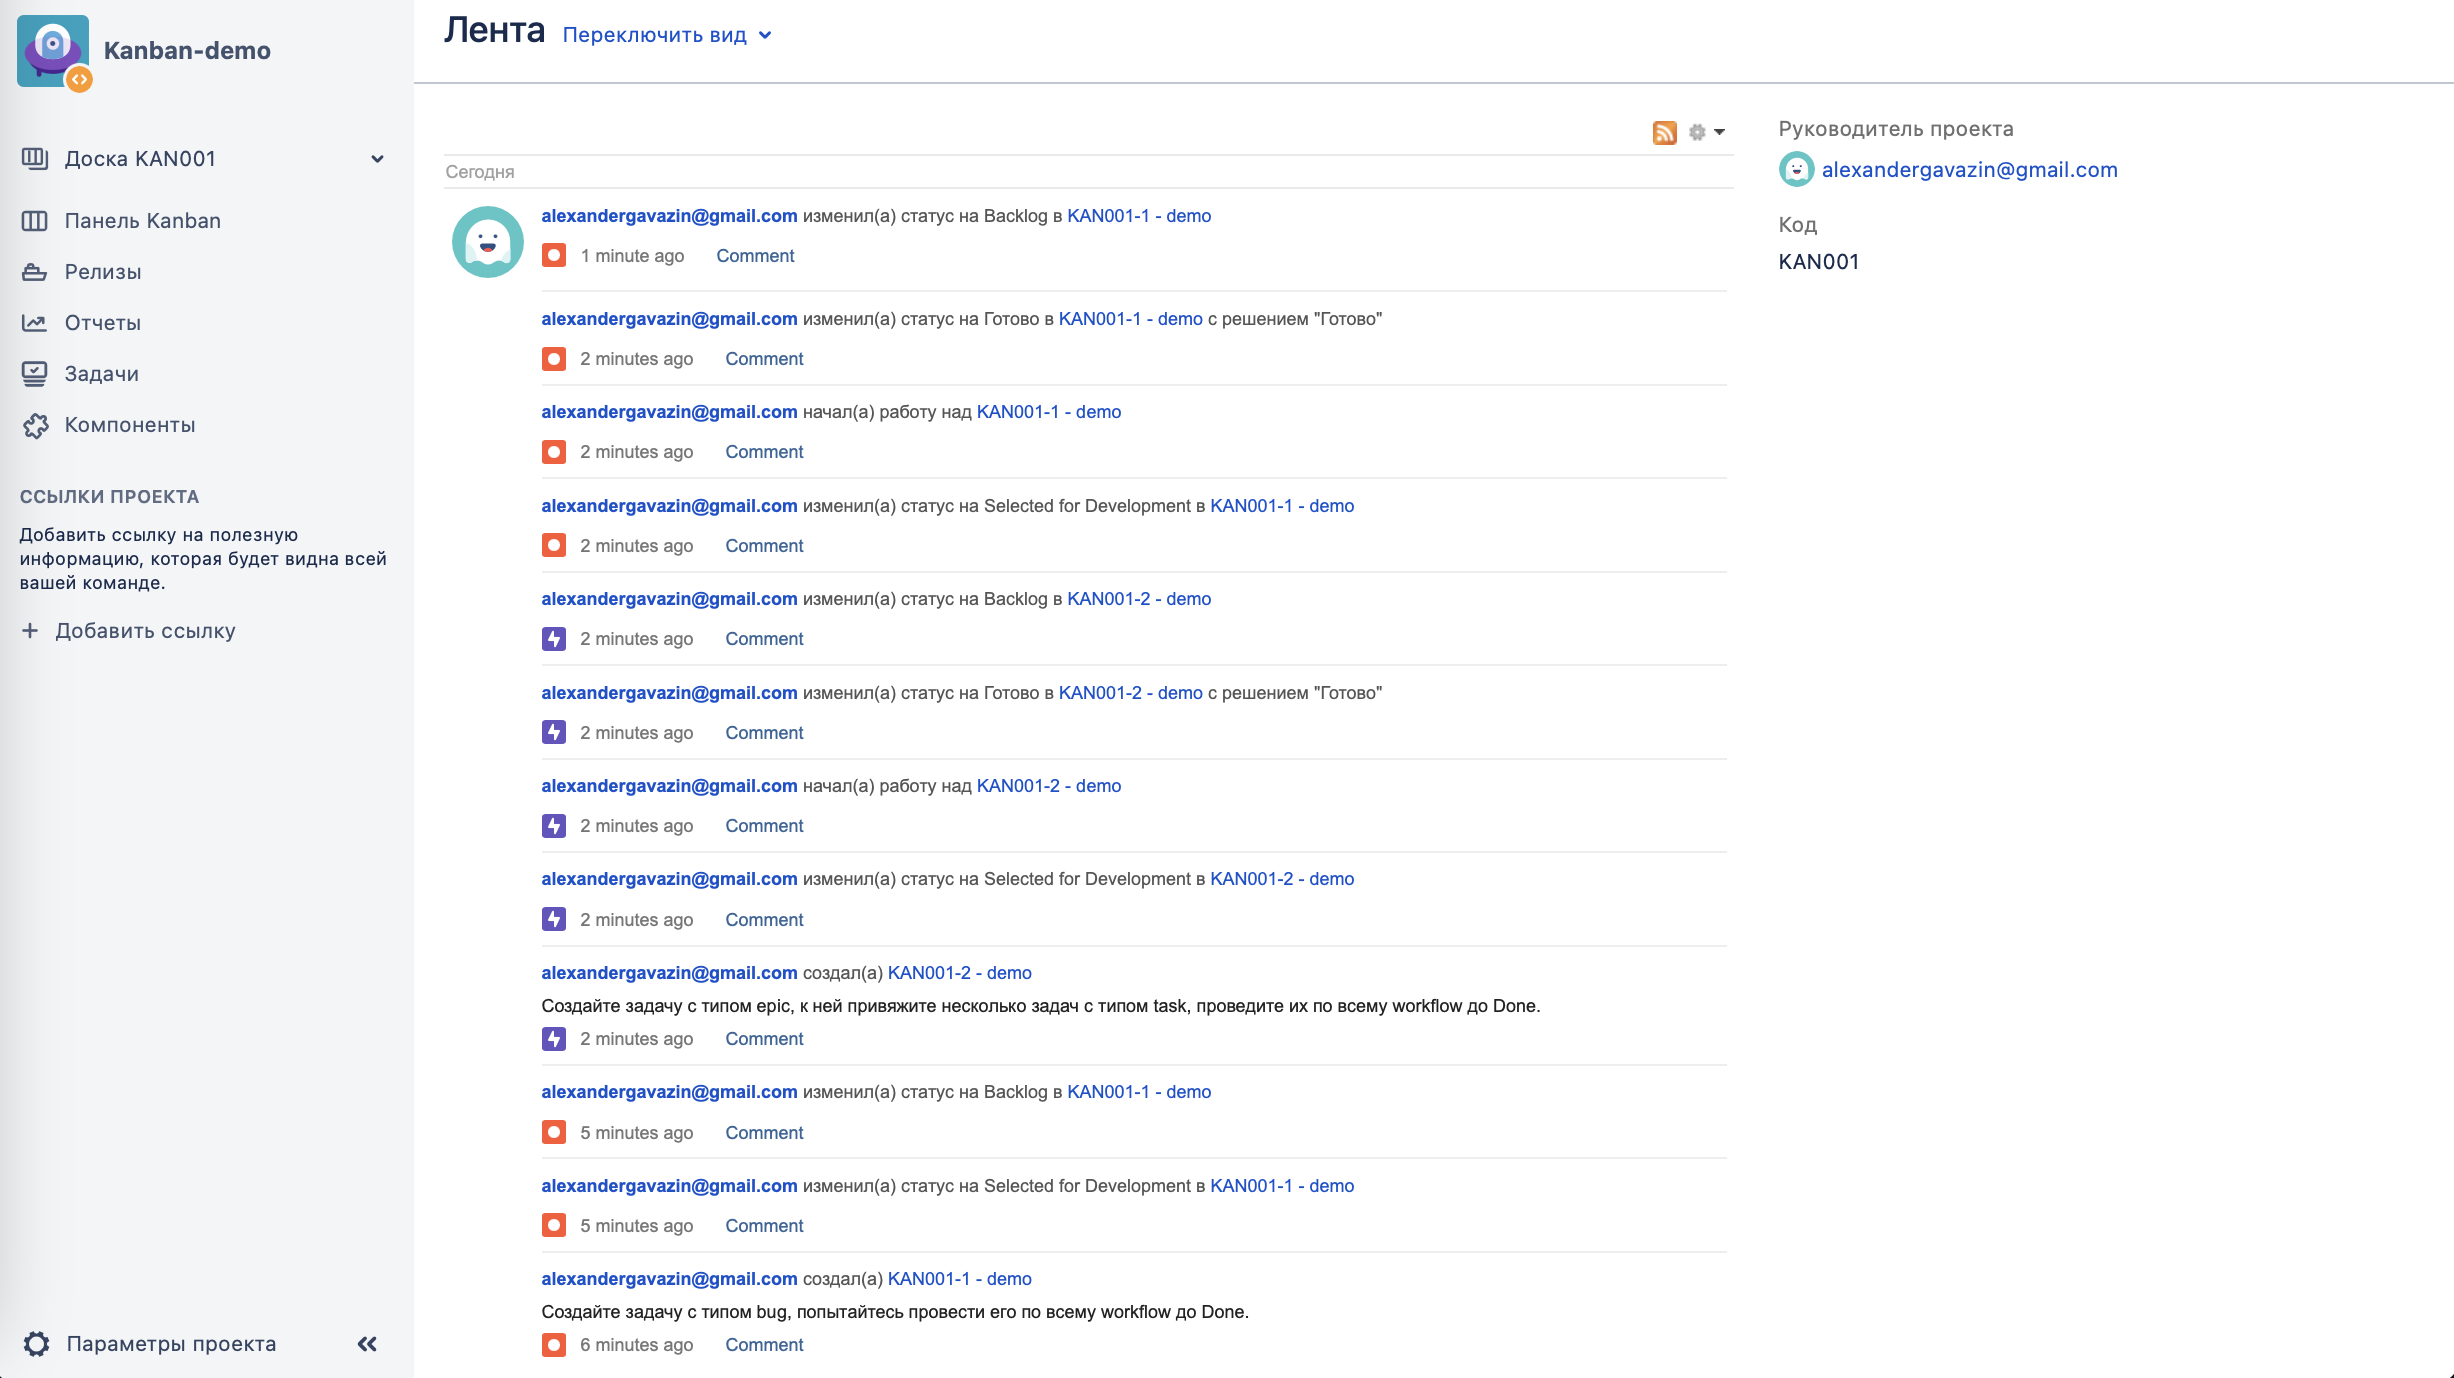 Kanban-demo
Доска KAN001
Панель Kanban
Релизы
Отчеты
Задачи
Компоненты
ССЫЛКИ ПРОЕКТА
Добавить ссылку на полезную
информацию, которая будет видна всей
вашей команде.
+ Добавить ссылку
Параметры проекта
Лента Переключить вид
Сегодня
alexandergavazin@gmail.com изменил(а) статус на Backlog в KAN001-1 - demo
1 minute ago Comment
alexandergavazin@gmail.com изменил(а) статус на Готово в KAN001-1 - demo с решением "Готово"
2 minutes ago Comment
alexandergavazin@gmail.com начал(а) работу над KAN001-1 - demo
2 minutes ago Comment
alexandergavazin@gmail.com изменил(а) статус на Selected for Development в KAN001-1 - demo
2 minutes ago Comment
alexandergavazin@gmail.com изменил(а) статус на Backlog в KAN001-2 - demo
2 minutes ago Comment
alexandergavazin@gmail.com изменил(а) статус на Готово в KAN001-2 - demo с решением "Готово"
2 minutes ago Comment
alexandergavazin@gmail.com начал(а) работу над KAN001-2 - demo
2 minutes ago Comment
alexandergavazin@gmail.com изменил(а) статус на Selected for Development в KAN001-2 - demo
2 minutes ago Comment
alexandergavazin@gmail.com создал(а) KAN001-2 - demo
Создайте задачу с типом epic, к ней привяжите несколько задач с типом task, проведите их по всему workflow до Done.
2 minutes ago Comment
alexandergavazin@gmail.com изменил(а) статус на Backlog в KAN001-1 - demo
5 minutes ago Comment
alexandergavazin@gmail.com изменил(а) статус на Selected for Development в KAN001-1 - demo
5 minutes ago Comment
alexandergavazin@gmail.com создал(а) KAN001-1 - demo
Создайте задачу с типом bug, попытайтесь провести его по всему workflow до Done.
6 minutes ago Comment
Руководитель проекта
alexandergavazin@gmail.com
Код
KAN001